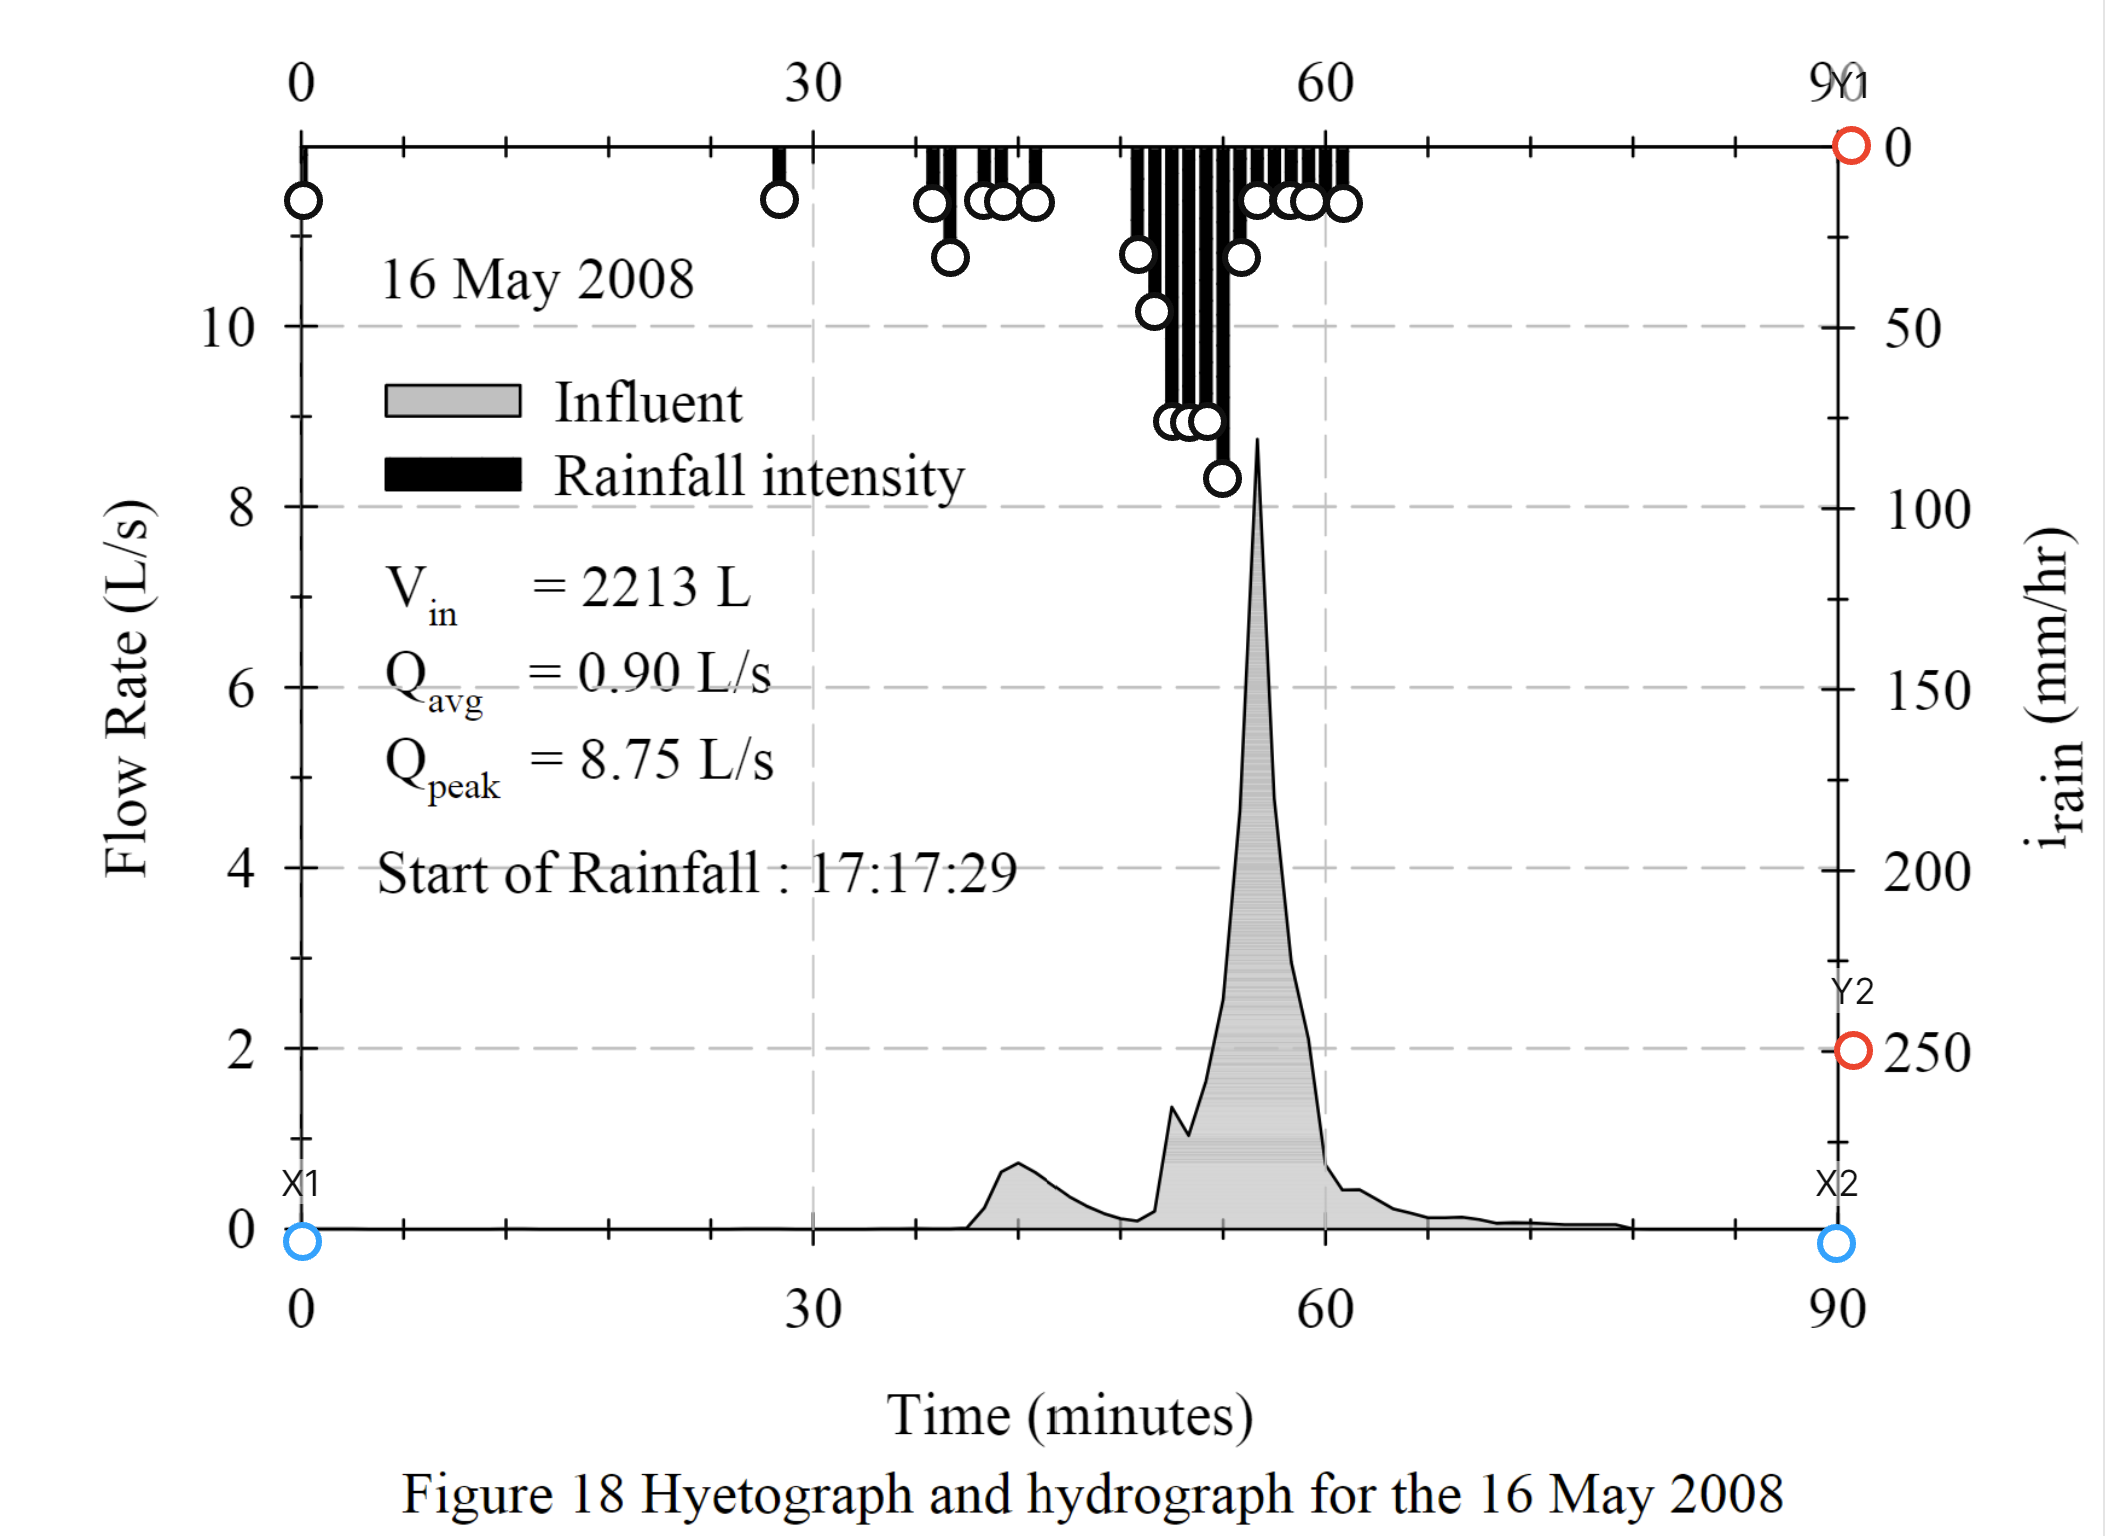 0 30 60 90
Y1
0
16 May 2008
10 50
Influent
Rainfall intensity
8 100
V in = 2213 L
Q avg = 0.90 L/s
6 150
Q peak = 8.75 L/s
4 200
Start of Rainfall : 17:17:29
Flow Rate (L/s)
i rain (mm/hr)
Y2
2 250
X1 X2
0
0 30 60 90
Time (minutes)
Figure 18 Hyetograph and hydrograph for the 16 May 2008